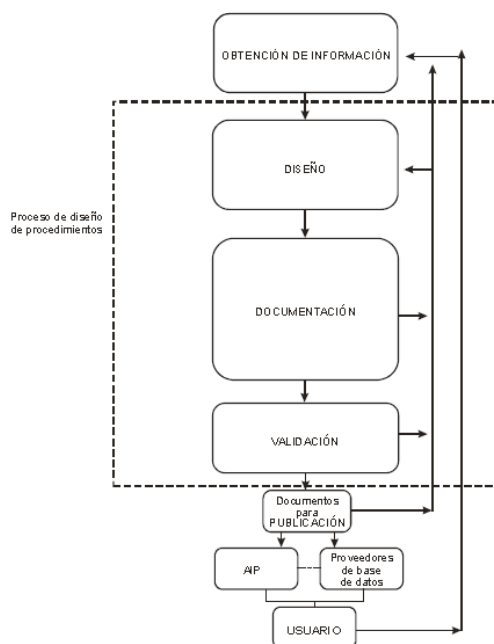 OBTENCIÓN DE INFORMACIÓN
DISEÑO
Proceso de diseño
de procedimientos
DOCUMENTACIÓN
VALIDACIÓN
Documentos
para
PUBLICACIÓN
AIP
Proveedores
de base
de datos
USUARIO